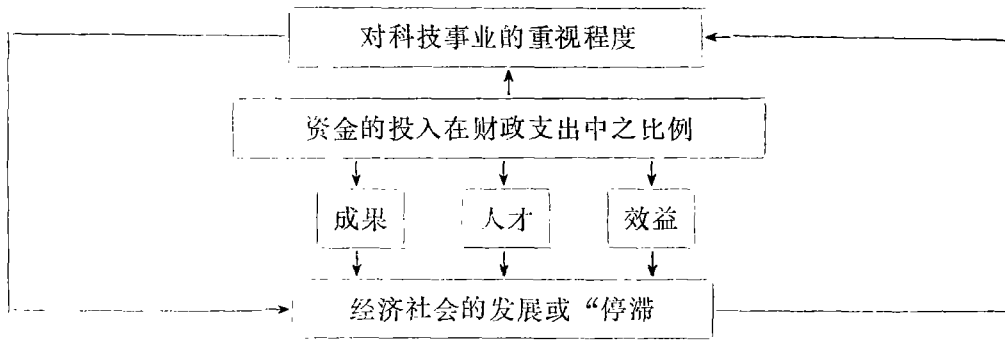 对科技事业的重视程度
资金的投入在财政支出中之比例
成果 人才 效益
经济社会的发展或“停滞